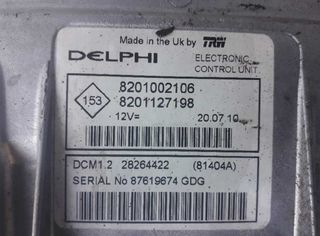 Made in the Uk by TRW
DELPHI ELECTRONIC CONTROL UNIT
153
8201002106
8201127198
12V= 20.07.10
DCM1.2 28264422 (81404A)
SERIAL No 87619674 GDG